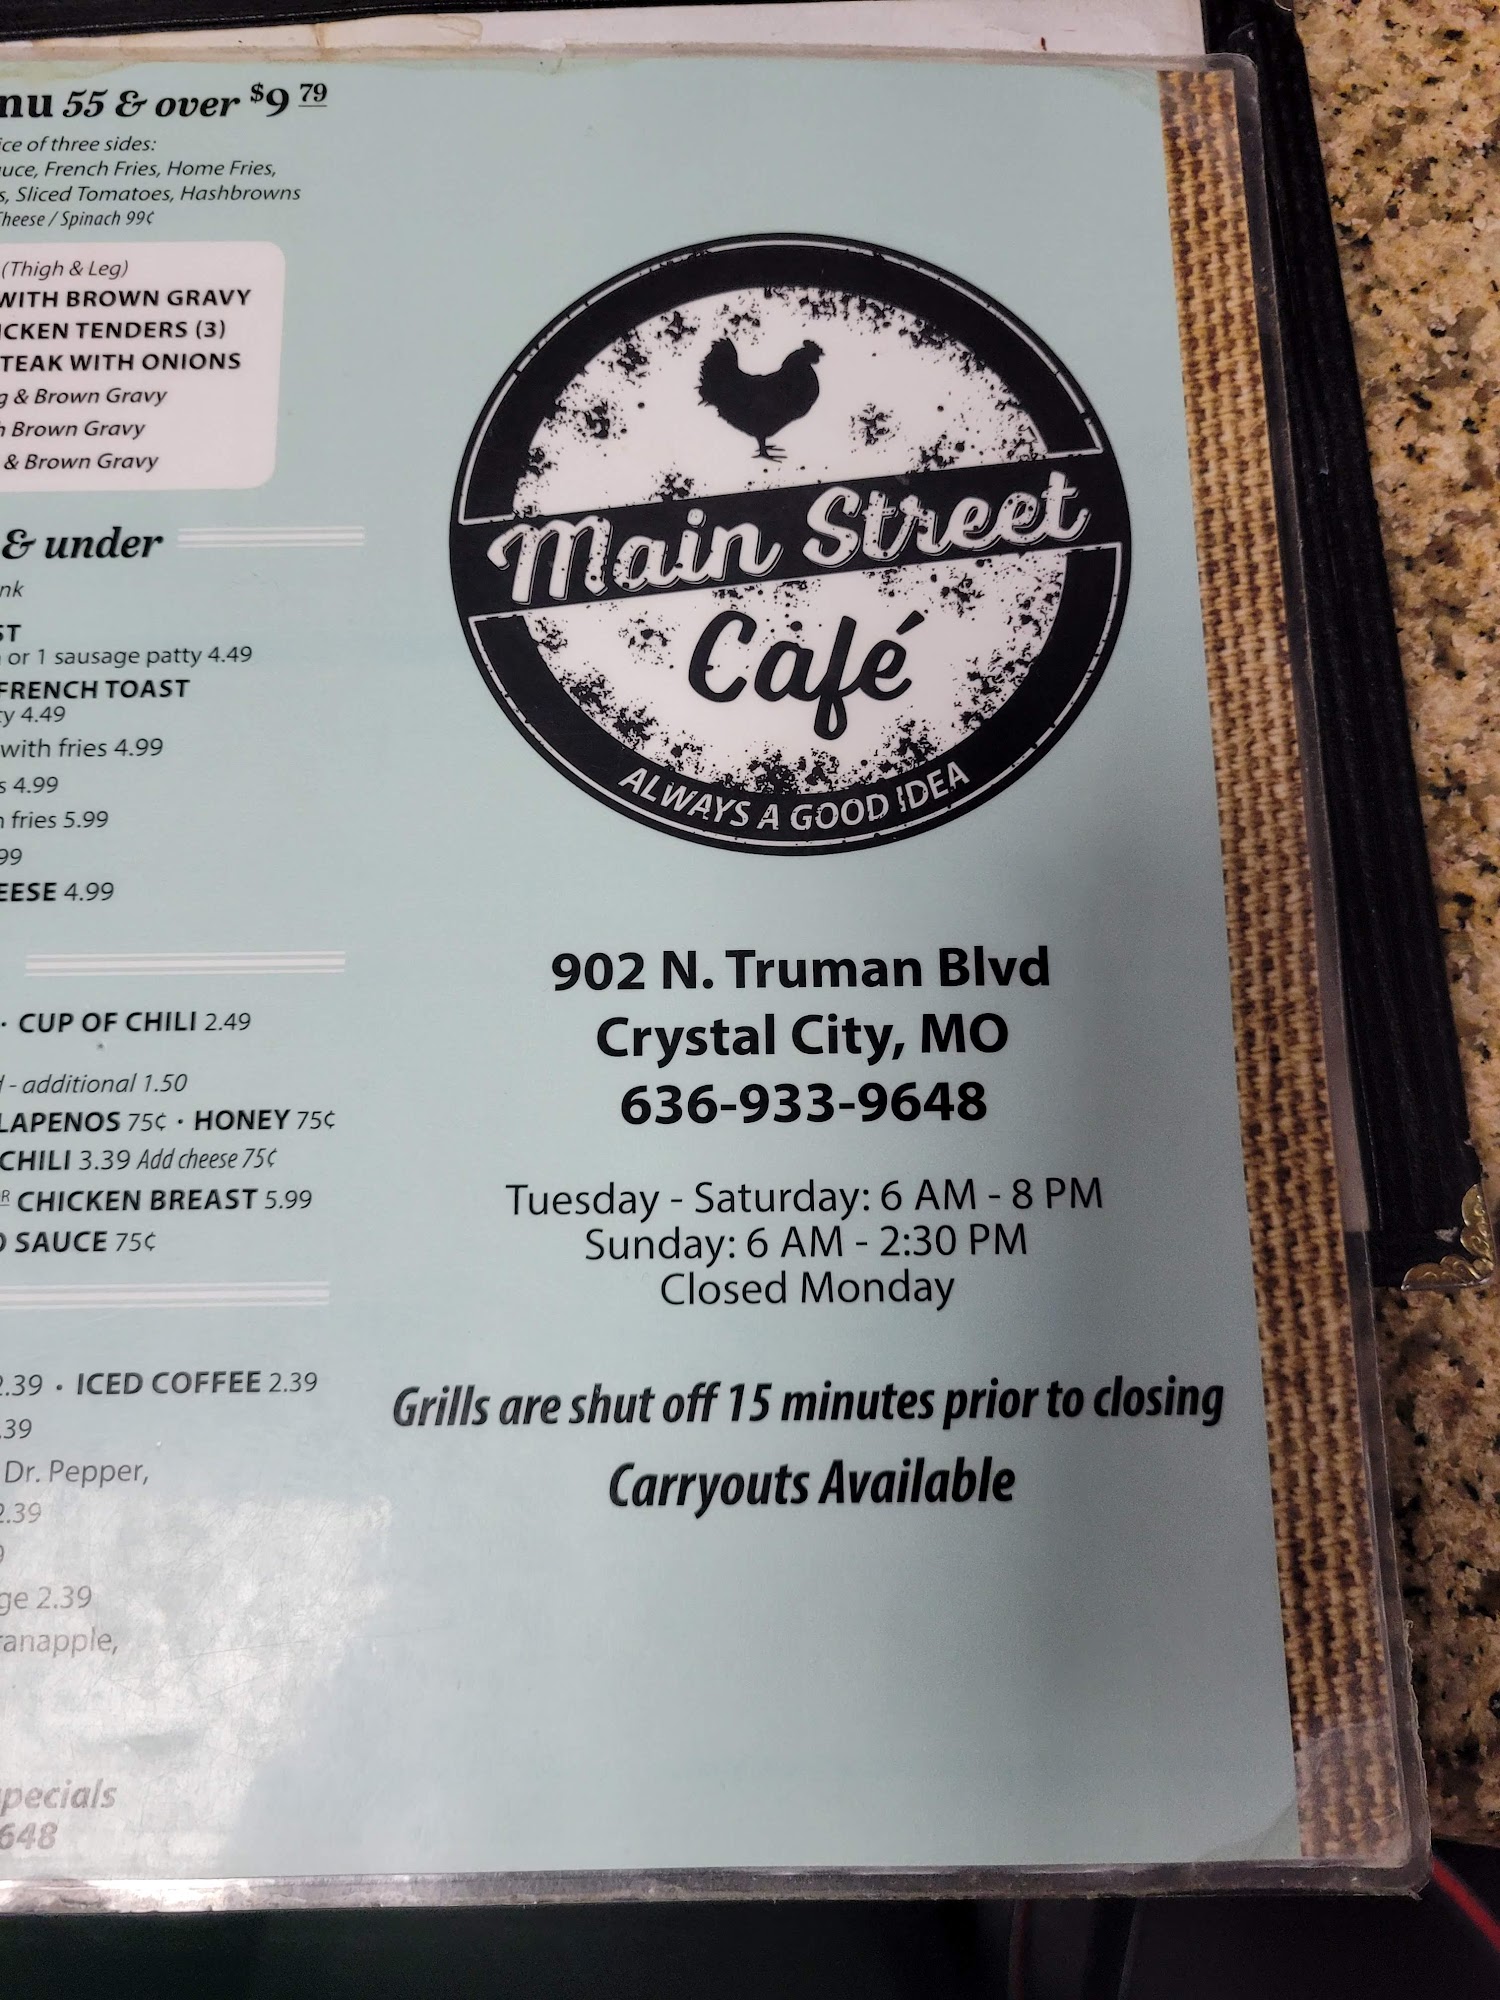 nu 55 & over $9 79
ice of three sides:
uce, French Fries, Home Fries,
s, Sliced Tomatoes, Hashbrowns
Cheese / Spinach 99¢
(Thigh & Leg)
WITH BROWN GRAVY
ICKEN TENDERS (3)
TEAK WITH ONIONS
g & Brown Gravy
h Brown Gravy
& Brown Gravy
& under
nk
ST
or 1 sausage patty 4.49
FRENCH TOAST
ty 4.49
with fries 4.99
s 4.99
n fries 5.99
99
EESE 4.99
· CUP OF CHILI 2.49
d - additional 1.50
LAPENOS 75¢ · HONEY 75¢
CHILI 3.39 Add cheese 75¢
OR CHICKEN BREAST 5.99
O SAUCE 75¢
2.39 · ICED COFFEE 2.39
.39
Dr. Pepper,
2.39
9
ge 2.39
ranapple,
specials
648
Main Street
Café
ALWAYS A GOOD IDEA
902 N. Truman Blvd
Crystal City, MO
636-933-9648
Tuesday - Saturday: 6 AM - 8 PM
Sunday: 6 AM - 2:30 PM
Closed Monday
Grills are shut off 15 minutes prior to closing
Carryouts Available